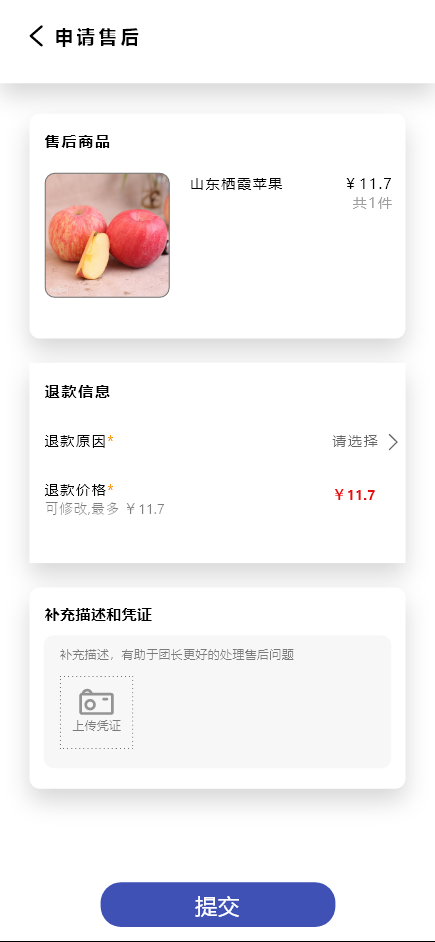 申请售后
售后商品
山东栖霞苹果
￥11.7
共1件
退款信息
退款原因*
请选择
退款价格*
￥11.7
可修改,最多 ￥11.7
补充描述和凭证
补充描述，有助于团长更好的处理售后问题
上传凭证
提交